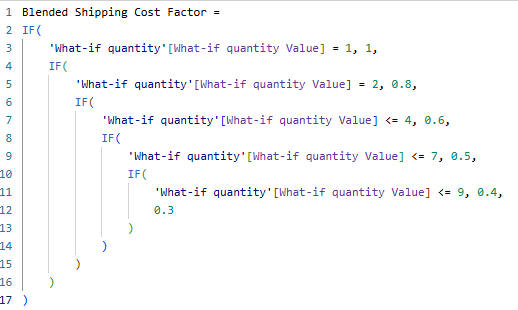 1 Blended Shipping Cost Factor =
2 IF(
3 'What-if quantity'[What-if quantity Value] = 1, 1,
4 IF(
5 'What-if quantity'[What-if quantity Value] = 2, 0.8,
6 IF(
7 'What-if quantity'[What-if quantity Value] <= 4, 0.6,
8 IF(
9 'What-if quantity'[What-if quantity Value] <= 7, 0.5,
10 IF(
11 'What-if quantity'[What-if quantity Value] <= 9, 0.4,
12 0.3
13 )
14 )
15 )
16 )
17 )